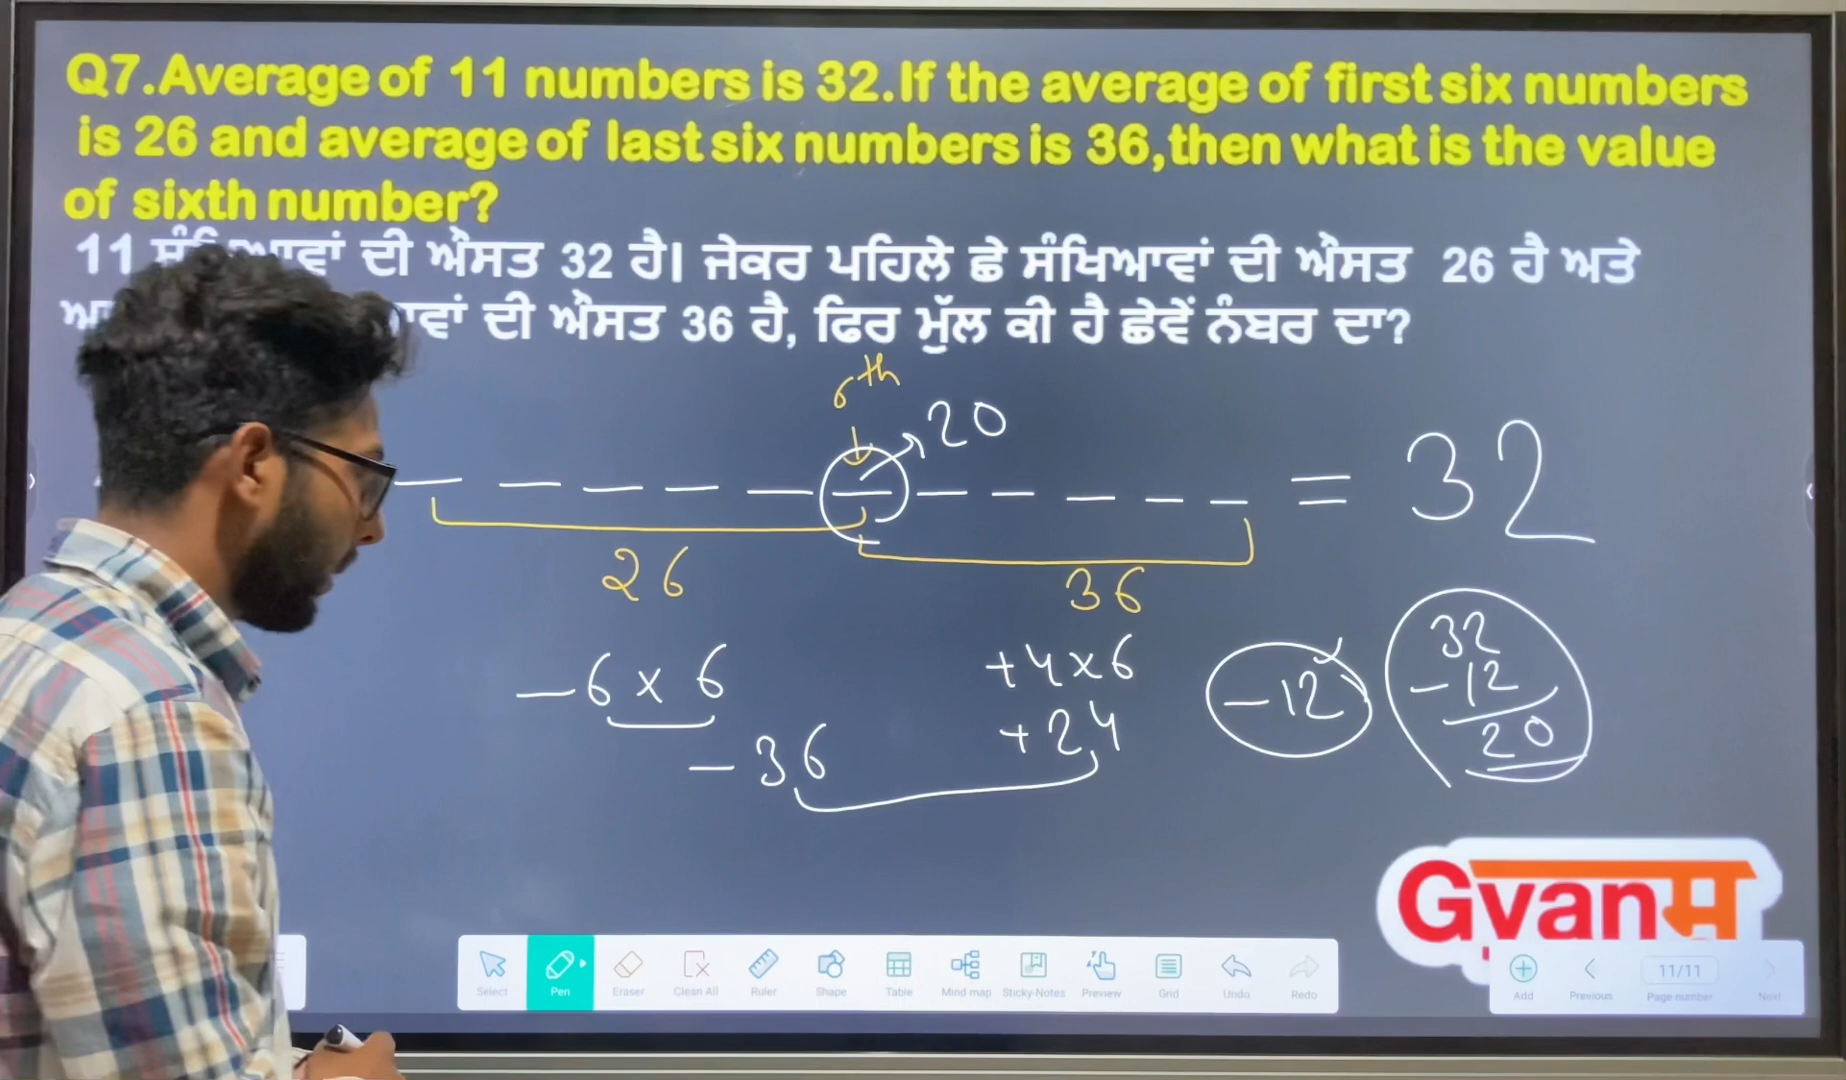 Q7.Average of 11 numbers is 32.If the average of first six numbers
is 26 and average of last six numbers is 36,then what is the value
of sixth number?
11 ਦੀ ਔਸਤ 32 ਹੈ। ਜੇਕਰ ਪਹਿਲੇ ਛੇ ਸੰਖਿਆਵਾਂ ਦੀ ਔਸਤ 26 ਹੈ ਅਤੇ
ਦੀ ਔਸਤ 36 ਹੈ, ਫਿਰ ਮੁੱਲ ਕੀ ਹੈ ਛੇਵੇਂ ਨੰਬਰ ਦਾ?
6th
20
= 32
26
36
-6 x 6
+4x6
-12
32
-12
20
-36
+24
Gyanਸ
Select
Pen
Eraser
Clean All
Ruler
Shape
Table
Mind map
Sticky-Notes
Preview
Grid
Undo
Redo
Add
Previous
11/11
Page number
Next